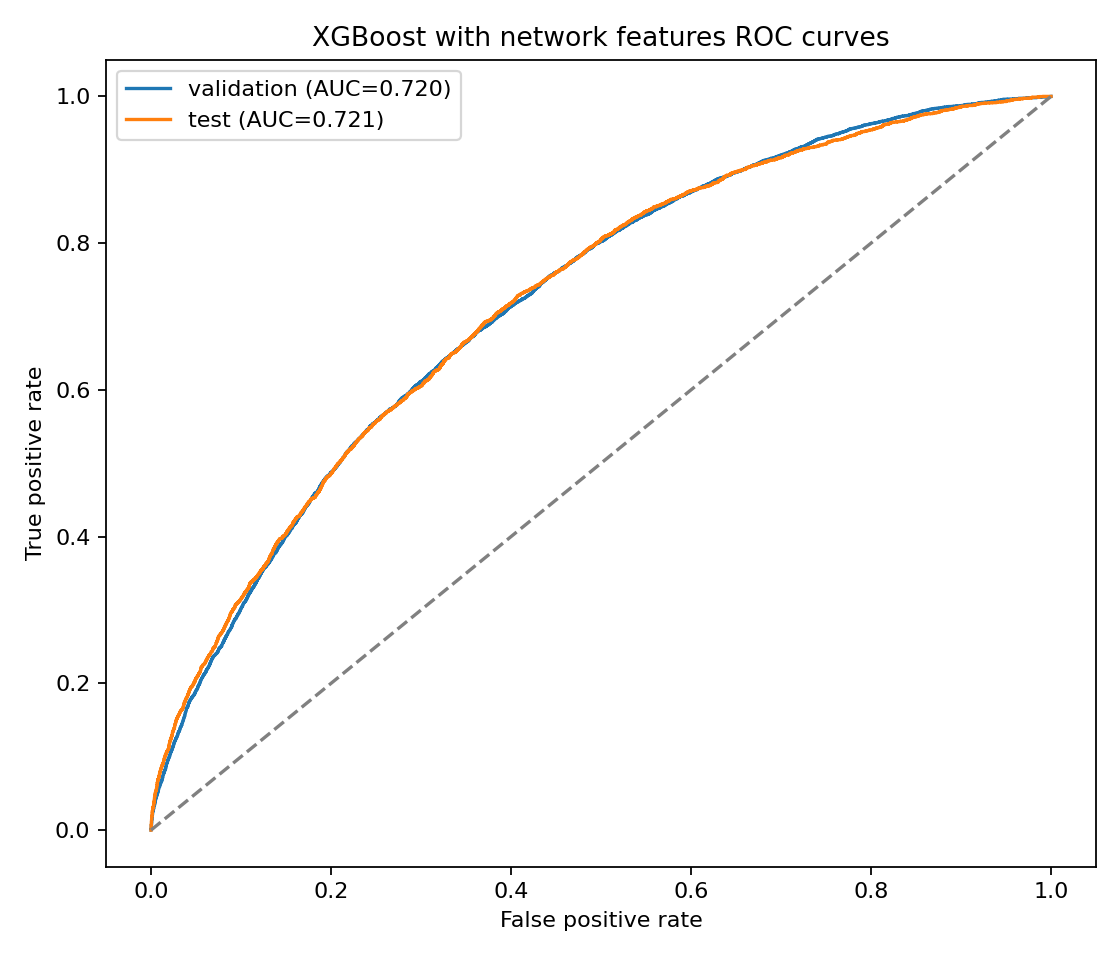 XGBoost with network features ROC curves
validation (AUC=0.720)
test (AUC=0.721)
True positive rate
1.0
0.8
0.6
0.4
0.2
0.0
0.0 0.2 0.4 0.6 0.8 1.0
False positive rate